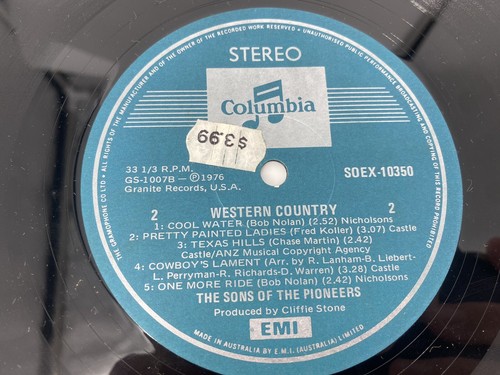 ALL RIGHTS OF THE MANUFACTURER AND OF THE OWNER OF THE RECORDED WORK RESERVED • UNAUTHORISED PUBLIC PERFORMANCE BROADCASTING AND COPYING OF THIS RECORD PROHIBITED
THE GRAMOPHONE CO LTD
STEREO
Columbia
$3.99
33 1/3 R.P.M.
GS-1007B – Ⓟ 1976
Granite Records, U.S.A.
SOEX-10350
2 WESTERN COUNTRY 2
1: COOL WATER (Bob Nolan) (2.52) Nicholsons
2: PRETTY PAINTED LADIES (Fred Koller) (3.07) Castle
3: TEXAS HILLS (Chase Martin) (2.42)
Castle/ANZ Musical Copyright Agency
4: COWBOY'S LAMENT (Arr. by R. Lanham-B. Liebert-
L. Perryman-R. Richards-D. Warren) (3.28) Castle
5: ONE MORE RIDE (Bob Nolan) (2.42) Nicholsons
THE SONS OF THE PIONEERS
Produced by Cliffie Stone
EMI
MADE IN AUSTRALIA BY E.M.I. (AUSTRALIA) LIMITED